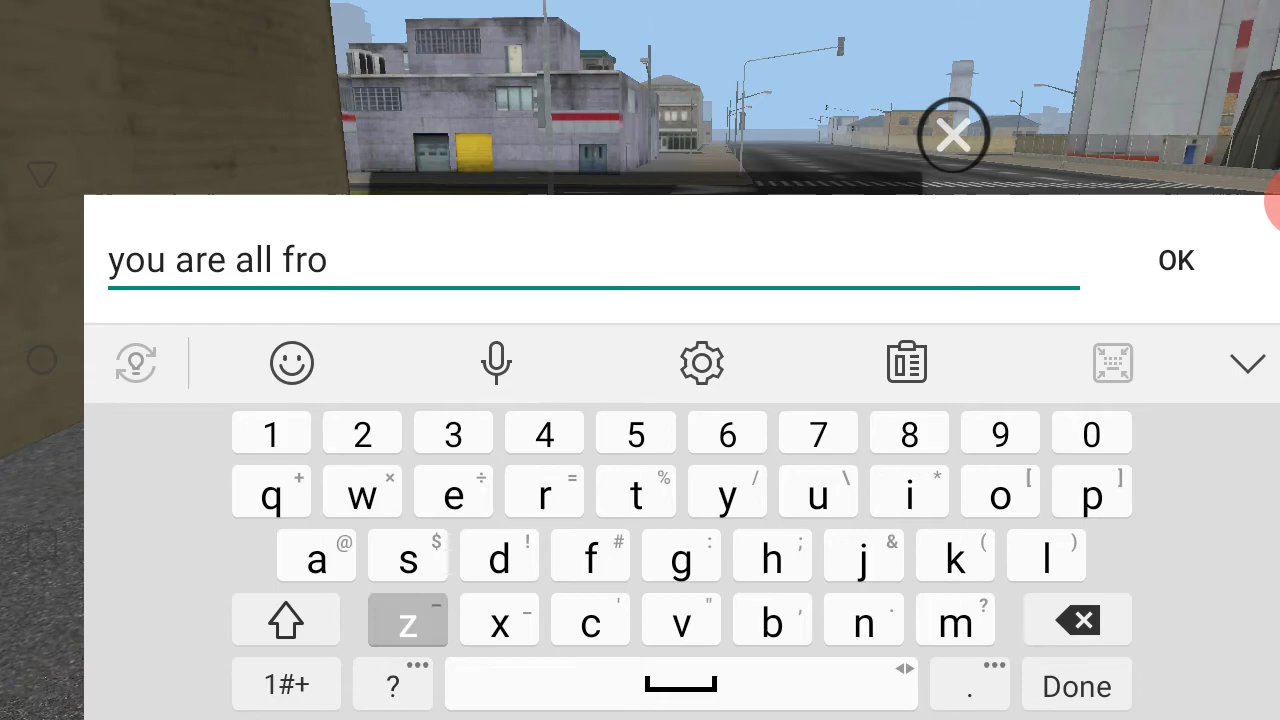 you are all fro
OK
1 2 3 4 5 6 7 8 9 0
q + w × e ÷ r = t % y / u \ i * o [ p ]
a @ s $ d ! f # g : h ; j & k ( l )
z - x _ c ' v " b , n . m ?
1#+ ? . Done